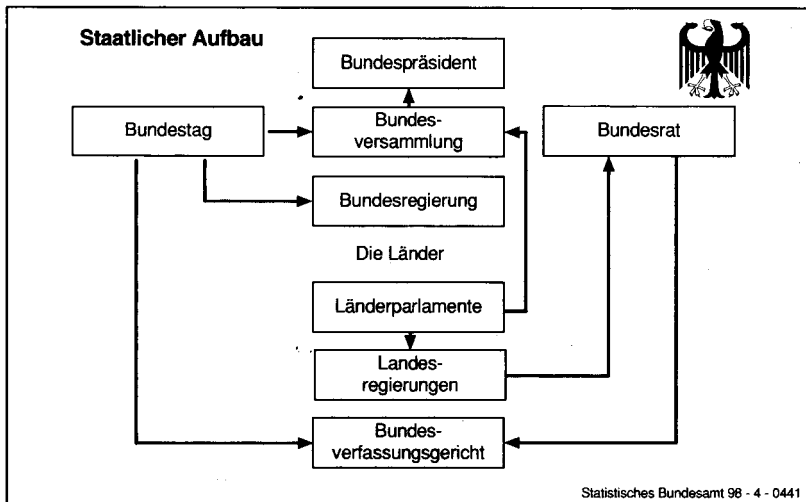 Staatlicher Aufbau
Bundespräsident
Bundestag
Bundes-
versammlung
Bundesrat
Bundesregierung
Die Länder
Länderparlamente
Landes-
regierungen
Bundes-
verfassungsgericht
Statistisches Bundesamt 98 - 4 - 0441